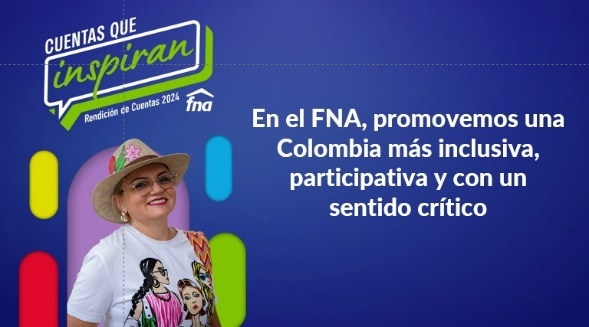 CUENTAS QUE
inspiran
Rendición de Cuentas 2024
fna
En el FNA, promovemos una
Colombia más inclusiva,
participativa y con un
sentido crítico